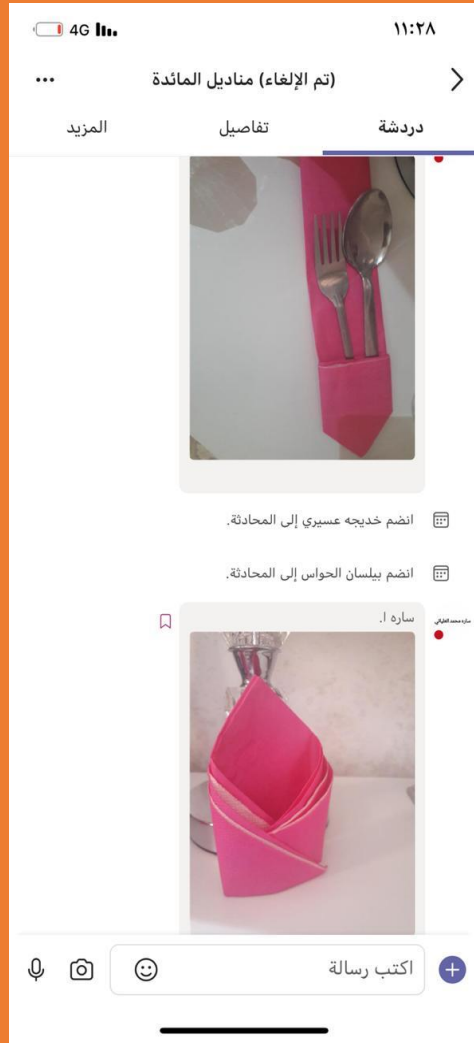 ١١:٢٨
4G
(تم الإلغاء) مناديل المائدة
دردشة
تفاصيل
المزيد
انضم خديجه عسيري إلى المحادثة.
انضم بيلسان الحواس إلى المحادثة.
ساره ا.
اكتب رسالة